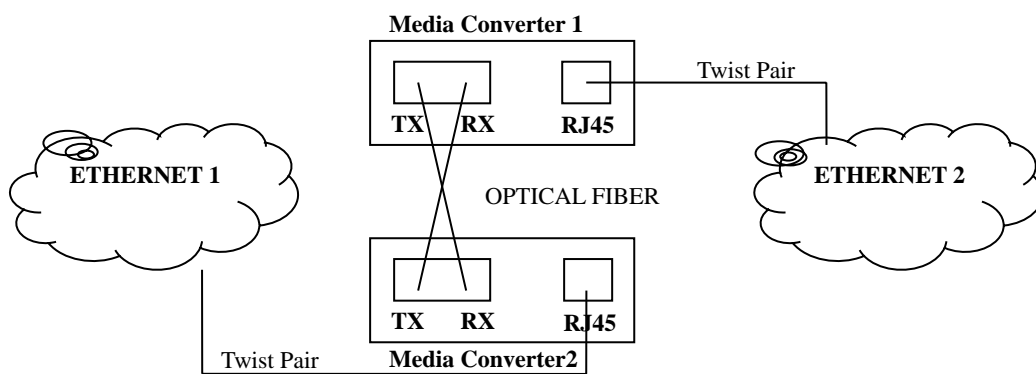 Media Converter 1
Twist Pair
TX RX RJ45
ETHERNET 1
ETHERNET 2
OPTICAL FIBER
TX RX RJ45
Twist Pair
Media Converter2